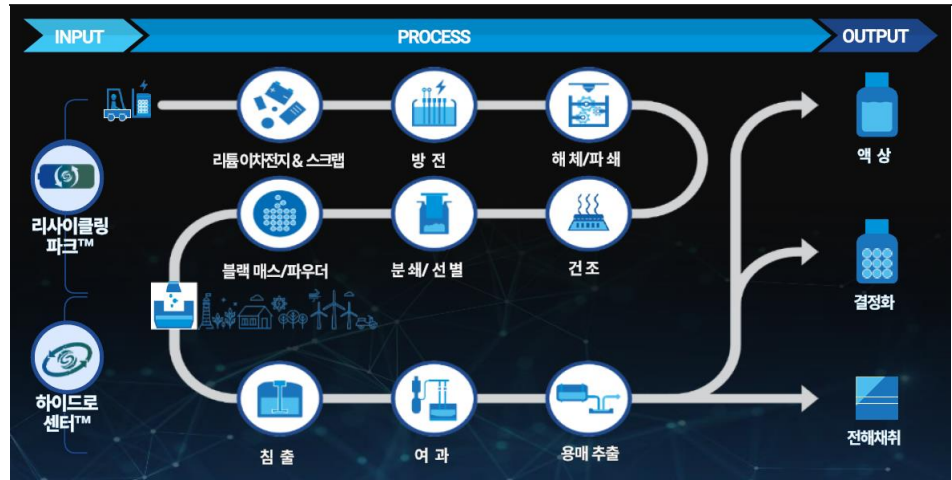 INPUT
PROCESS
OUTPUT
리튬이차전지 & 스크랩
방 전
해 체/파 쇄
액 상
리사이클링
파크™
블랙 매스/파우더
분 쇄/ 선 별
건 조
결정화
하이드로
센터™
침 출
여 과
용매 추출
전해채취